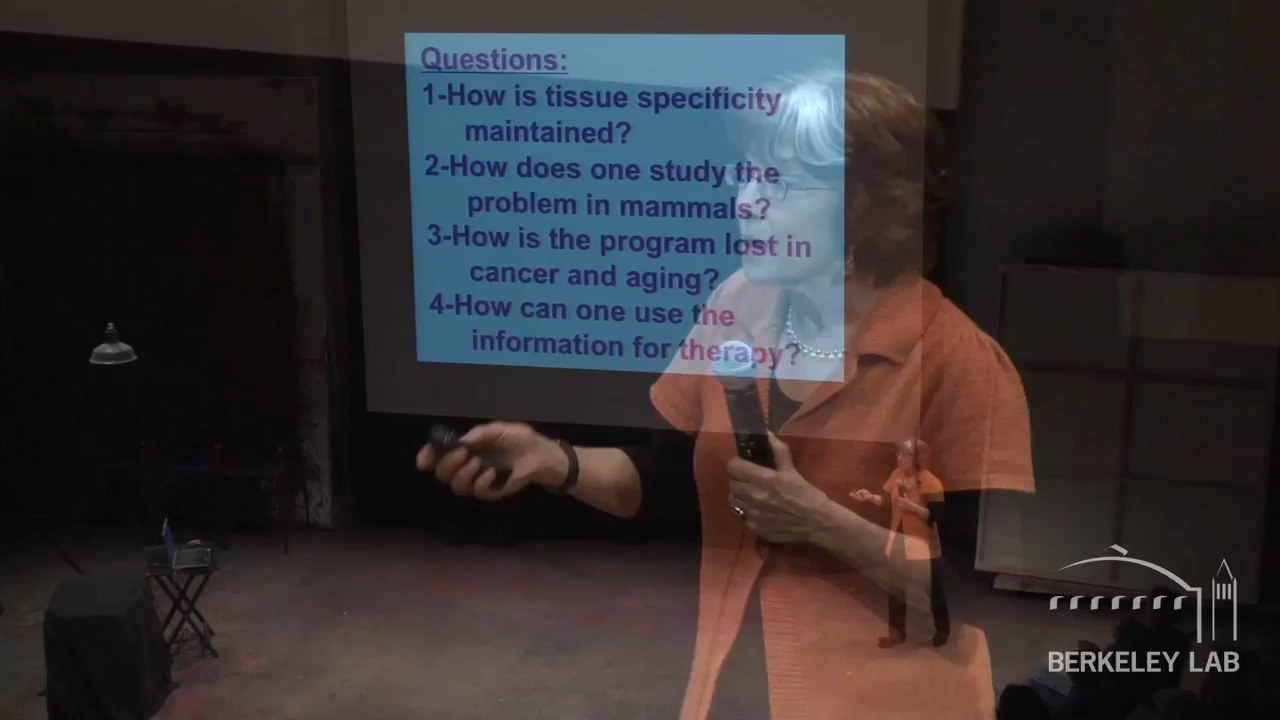 Questions:
1-How is tissue specificity
maintained?
2-How does one study the
problem in mammals?
3-How is the program lost in
cancer and aging?
4-How can one use the
information for therapy?
BERKELEY LAB